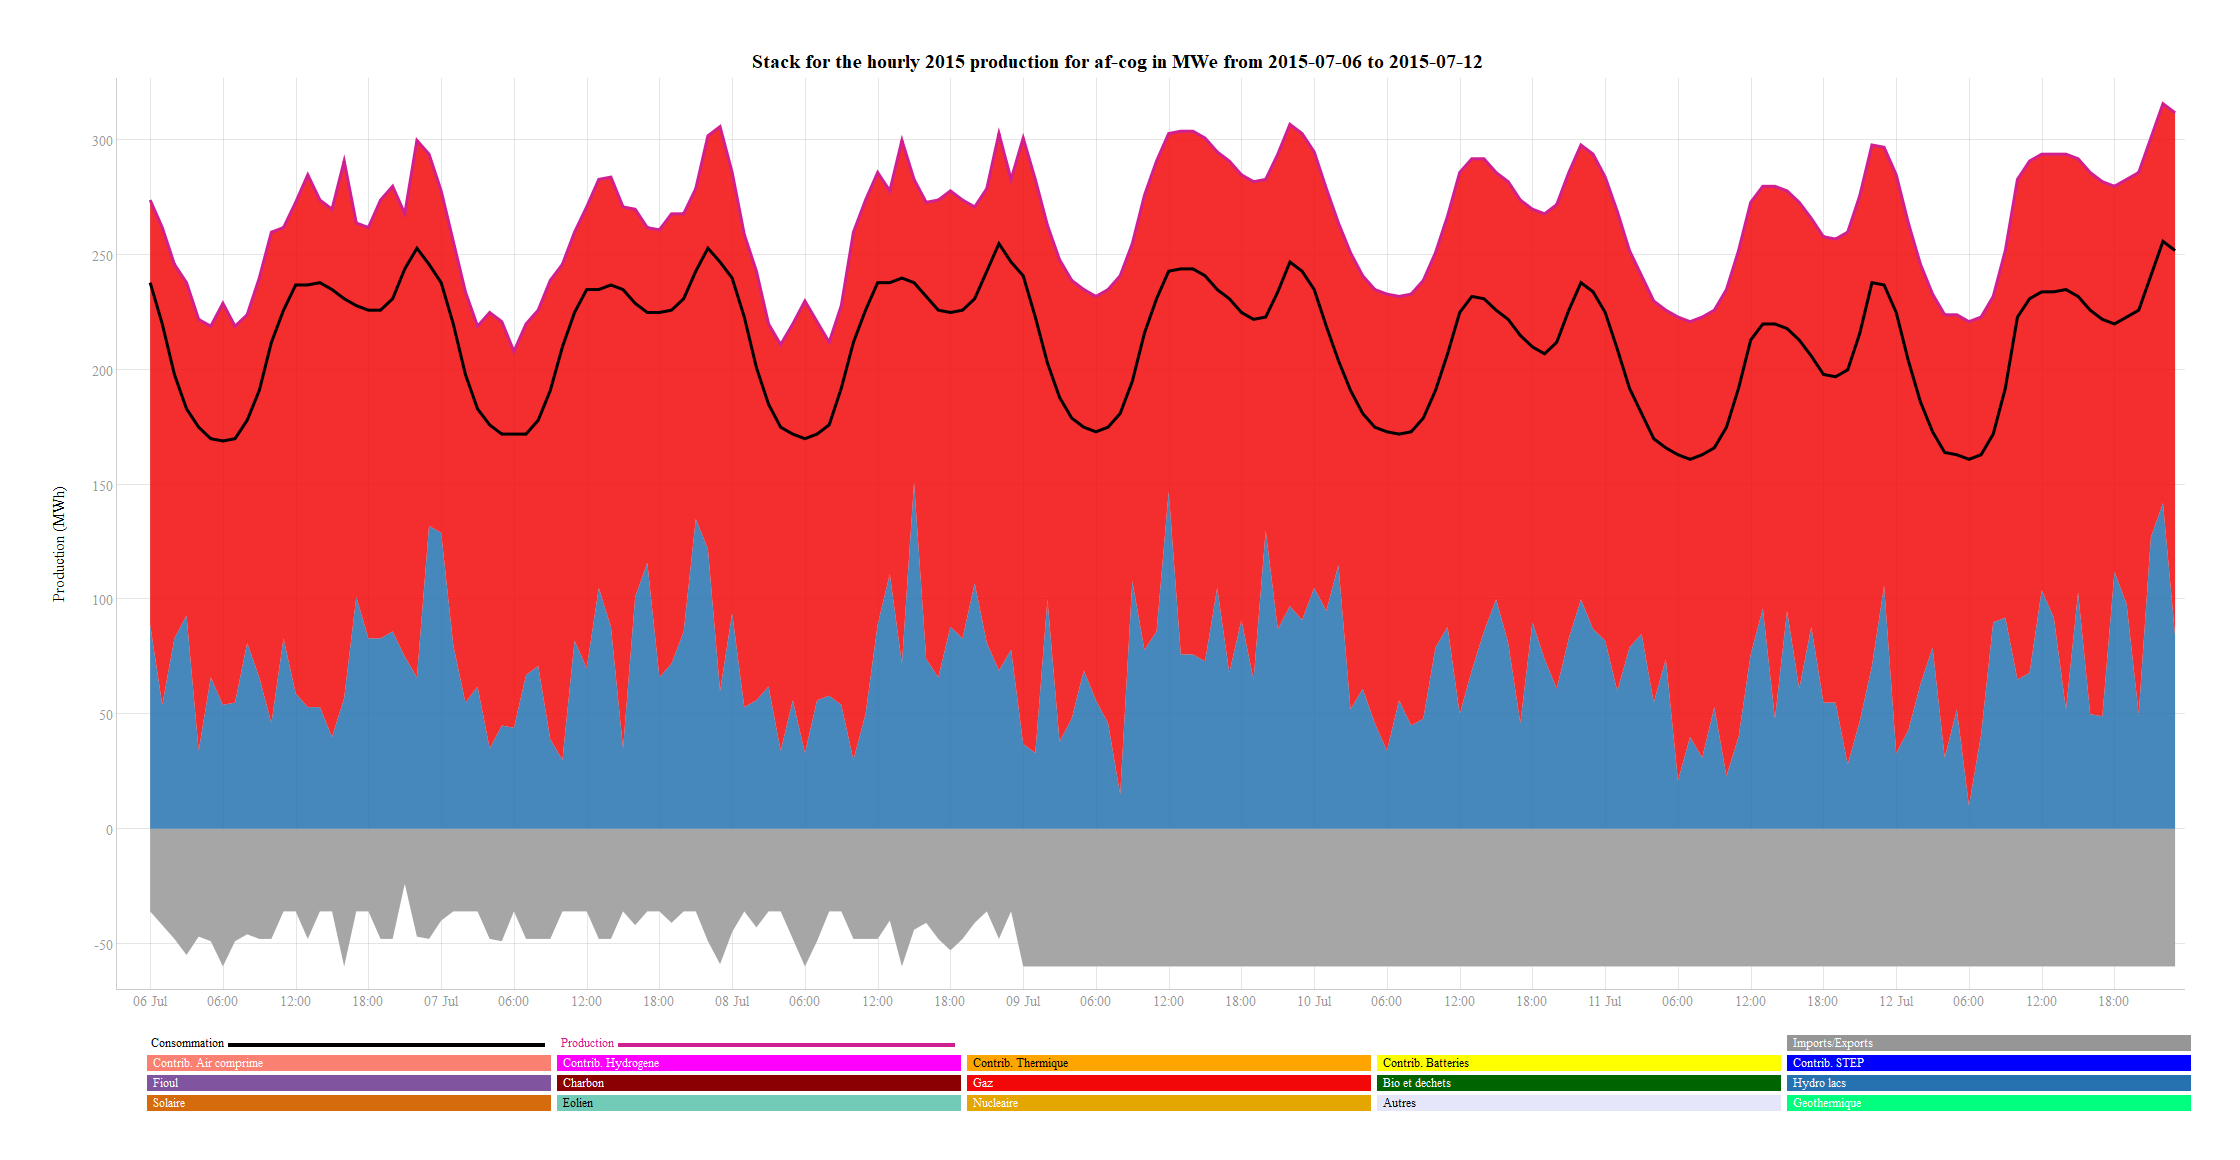 Stack for the hourly 2015 production for af-cog in MWe from 2015-07-06 to 2015-07-12
Production (MWh)
300
250
200
150
100
50
0
-50
06 Jul 06:00 12:00 18:00 07 Jul 06:00 12:00 18:00 08 Jul 06:00 12:00 18:00 09 Jul 06:00 12:00 18:00 10 Jul 06:00 12:00 18:00 11 Jul 06:00 12:00 18:00 12 Jul 06:00 12:00 18:00
Consommation Production Imports/Exports
Contrib. Air comprime Contrib. Hydrogene Contrib. Thermique Contrib. Batteries Contrib. STEP
Fioul Charbon Gaz Bio et dechets Hydro lacs
Solaire Eolien Nucleaire Autres Geothermique